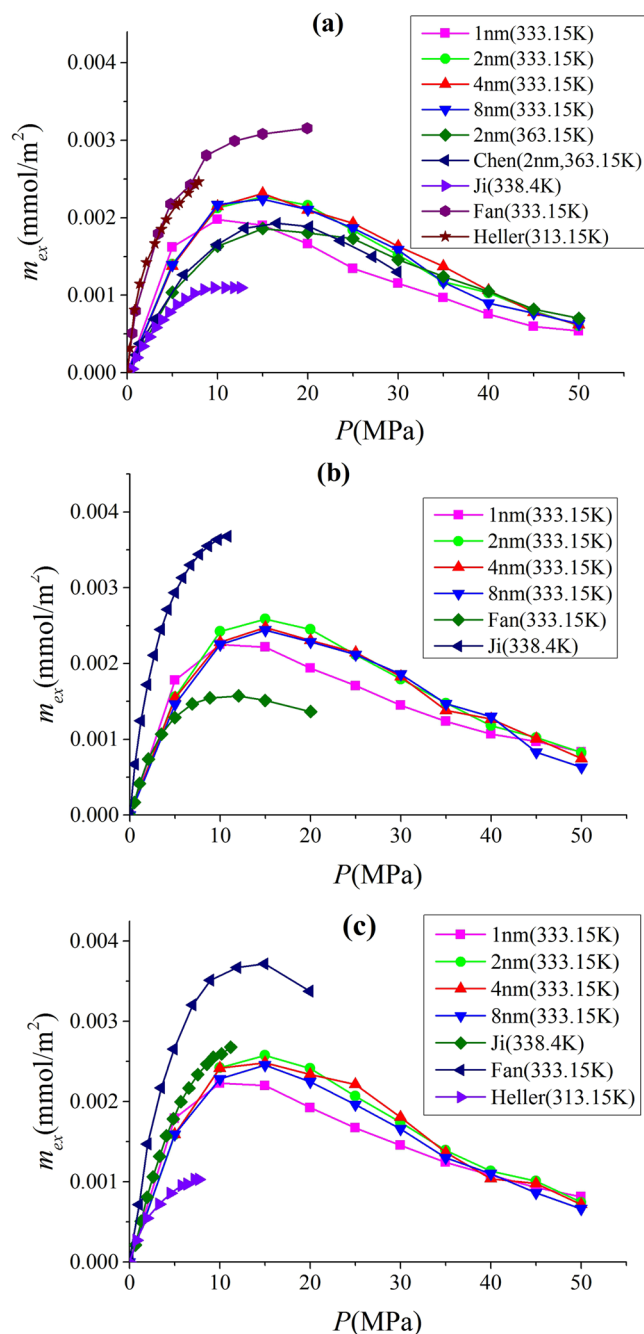 (a)
1nm(333.15K)
2nm(333.15K)
4nm(333.15K)
8nm(333.15K)
2nm(363.15K)
Chen(2nm,363.15K)
Ji(338.4K)
Fan(333.15K)
Heller(313.15K)
m_ex(mmol/m²)
0.004
0.003
0.002
0.001
0.000
0 10 20 30 40 50
P(MPa)
(b)
1nm(333.15K)
2nm(333.15K)
4nm(333.15K)
8nm(333.15K)
Fan(333.15K)
Ji(338.4K)
m_ex(mmol/m²)
0.004
0.003
0.002
0.001
0.000
0 10 20 30 40 50
P(MPa)
(c)
1nm(333.15K)
2nm(333.15K)
4nm(333.15K)
8nm(333.15K)
Ji(338.4K)
Fan(333.15K)
Heller(313.15K)
m_ex(mmol/m²)
0.004
0.003
0.002
0.001
0.000
0 10 20 30 40 50
P(MPa)